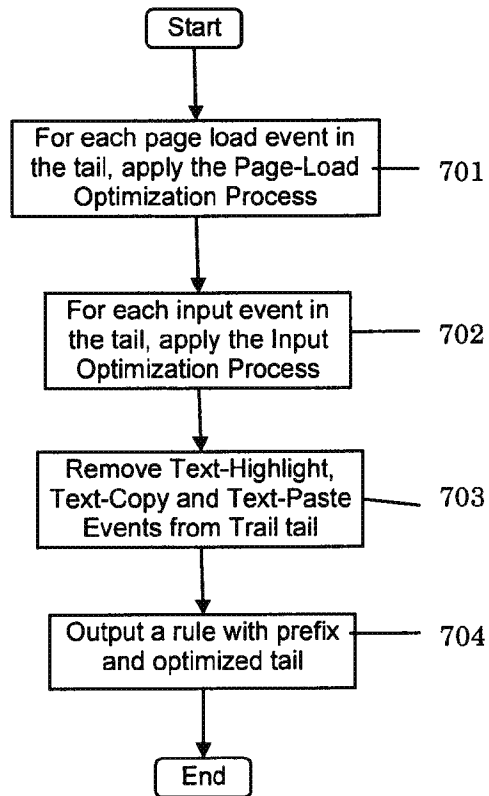 Start
For each page load event in
the tail, apply the Page-Load
Optimization Process
701
For each input event in
the tail, apply the Input
Optimization Process
702
Remove Text-Highlight,
Text-Copy and Text-Paste
Events from Trail tail
703
Output a rule with prefix
and optimized tail
704
End